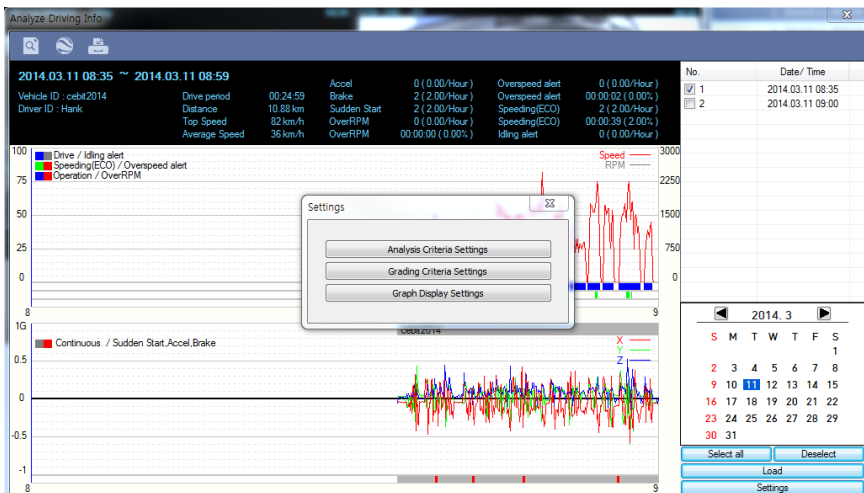 Analyze Driving Info
2014.03.11 08:35 ~ 2014.03.11 08:59
Vehicle ID : cebit2014
Driver ID : Hank
Drive period 00:24:59
Distance 10.88 km
Top Speed 82 km/h
Average Speed 36 km/h
Accel 0 ( 0.00/Hour )
Brake 2 ( 2.00/Hour )
Sudden Start 2 ( 2.00/Hour )
OverRPM 0 ( 0.00/Hour )
OverRPM 00:00:00 ( 0.00% )
Overspeed alert 0 ( 0.00/Hour )
Overspeed alert 00:00:02 ( 0.00% )
Speeding(ECO) 2 ( 2.00/Hour )
Speeding(ECO) 00:00:39 ( 2.00% )
Idling alert 0 ( 0.00/Hour )
No. Date/ Time
1 2014.03.11 08:35
2 2014.03.11 09:00
100
75
50
25
0
Drive / Idling alert
Speeding(ECO) / Overspeed alert
Operation / OverRPM
Speed
RPM
3000
2250
1500
750
0
8 9
Settings
Analysis Criteria Settings
Grading Criteria Settings
Graph Display Settings
cebit2014
1G
0.5
0
-0.5
-1
Continuous / Sudden Start,Accel,Brake
X
Y
Z
8 9
2014. 3
S M T W T F S
1
2 3 4 5 6 7 8
9 10 11 12 13 14 15
16 17 18 19 20 21 22
23 24 25 26 27 28 29
30 31
Select all Deselect
Load
Settings